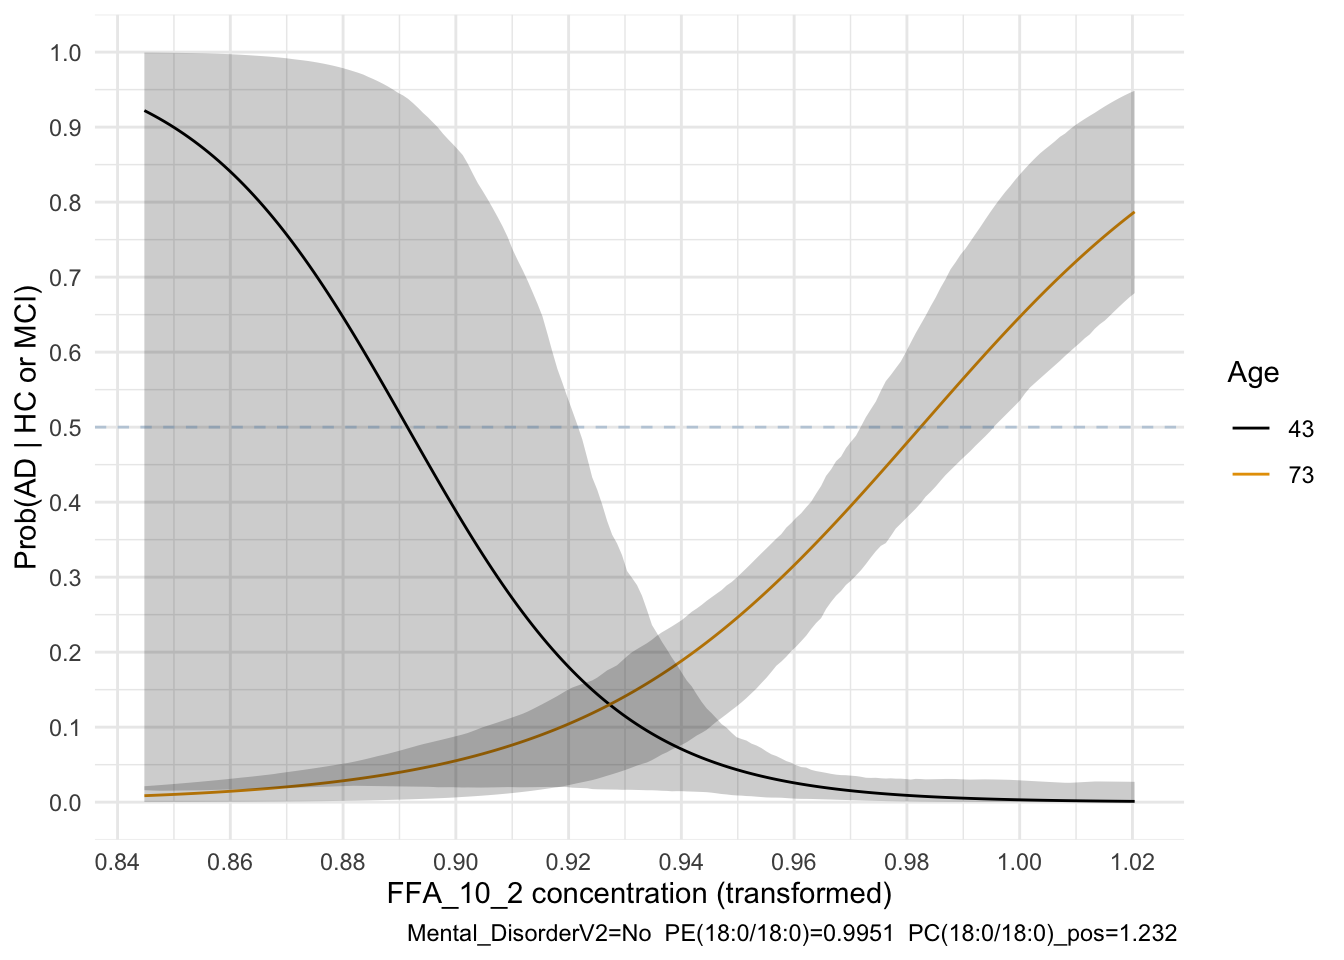 1.0
0.9
0.8
0.7
0.6
0.5
0.4
0.3
0.2
0.1
0.0
Prob(AD | HC or MCI)
0.84 0.86 0.88 0.90 0.92 0.94 0.96 0.98 1.00 1.02
FFA_10_2 concentration (transformed)
Mental_DisorderV2=No PE(18:0/18:0)=0.9951 PC(18:0/18:0)_pos=1.232
Age
43
73